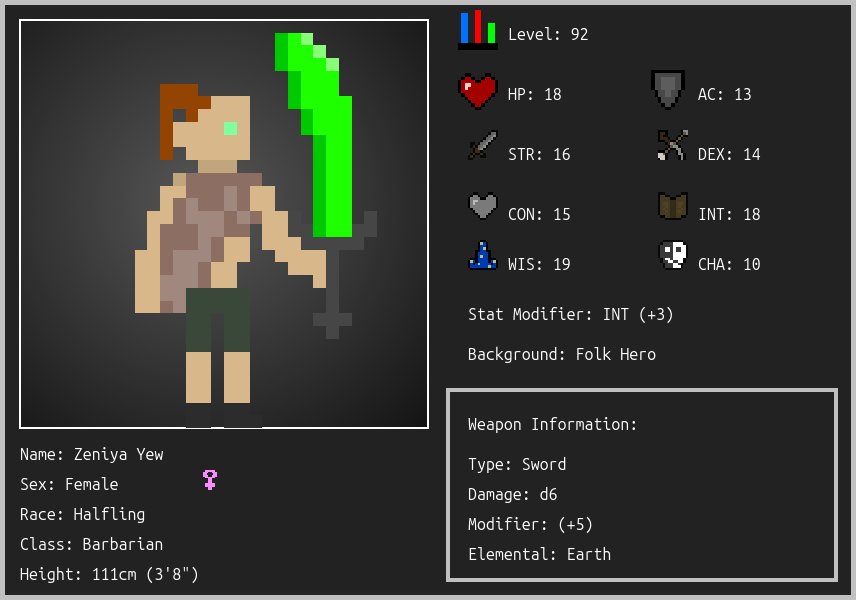 Level: 92
HP: 18
AC: 13
STR: 16
DEX: 14
CON: 15
INT: 18
WIS: 19
CHA: 10
Stat Modifier: INT (+3)
Background: Folk Hero
Weapon Information:
Type: Sword
Damage: d6
Modifier: (+5)
Elemental: Earth
Name: Zeniya Yew
Sex: Female
Race: Halfling
Class: Barbarian
Height: 111cm (3'8")